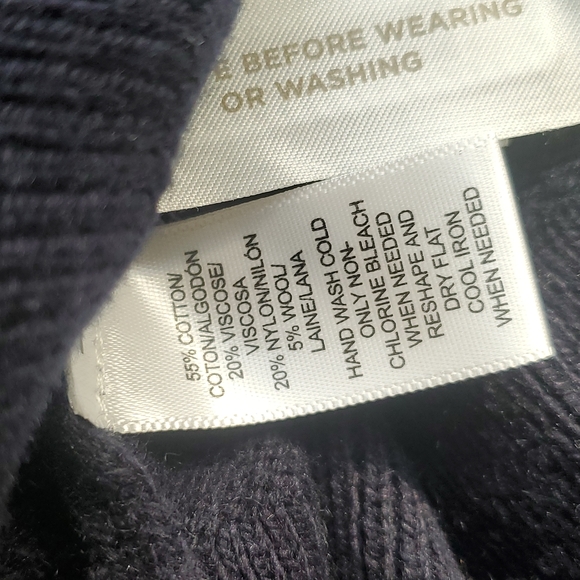 E BEFORE WEARING
OR WASHING
55% COTTON/
COTON/ALGODÓN
20% VISCOSE/
VISCOSA
20% NYLON/NILÓN
5% WOOL/
LAINE/LANA
HAND WASH COLD
ONLY NON-
CHLORINE BLEACH
WHEN NEEDED
RESHAPE AND
DRY FLAT
COOL IRON
WHEN NEEDED